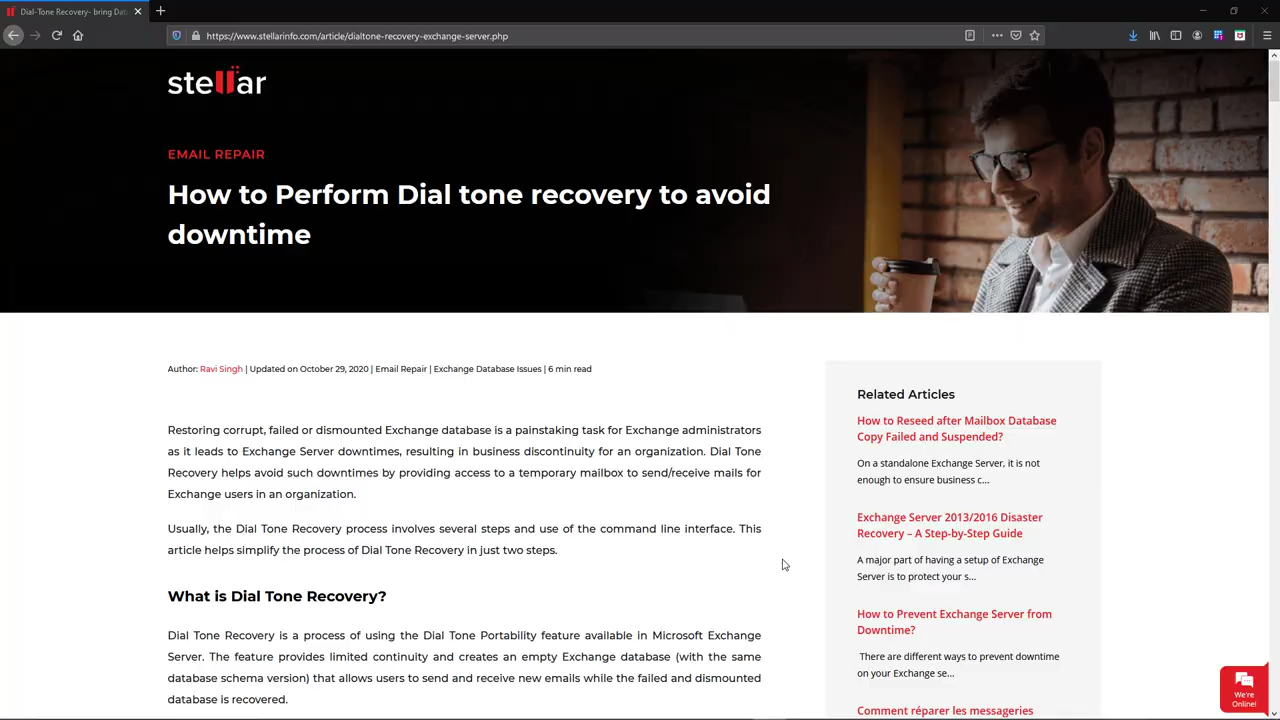 Dial-Tone Recovery- bring Dat
https://www.stellarinfo.com/article/dialtone-recovery-exchange-server.php
stellar
EMAIL REPAIR
How to Perform Dial tone recovery to avoid
downtime
Author: Ravi Singh | Updated on October 29, 2020 | Email Repair | Exchange Database Issues | 6 min read
Restoring corrupt, failed or dismounted Exchange database is a painstaking task for Exchange administrators
as it leads to Exchange Server downtimes, resulting in business discontinuity for an organization. Dial Tone
Recovery helps avoid such downtimes by providing access to a temporary mailbox to send/receive mails for
Exchange users in an organization.
Usually, the Dial Tone Recovery process involves several steps and use of the command line interface. This
article helps simplify the process of Dial Tone Recovery in just two steps.
What is Dial Tone Recovery?
Dial Tone Recovery is a process of using the Dial Tone Portability feature available in Microsoft Exchange
Server. The feature provides limited continuity and creates an empty Exchange database (with the same
database schema version) that allows users to send and receive new emails while the failed and dismounted
database is recovered.
Related Articles
How to Reseed after Mailbox Database
Copy Failed and Suspended?
On a standalone Exchange Server, it is not
enough to ensure business c...
Exchange Server 2013/2016 Disaster
Recovery – A Step-by-Step Guide
A major part of having a setup of Exchange
Server is to protect your s...
How to Prevent Exchange Server from
Downtime?
There are different ways to prevent downtime
on your Exchange se...
Comment réparer les messageries
We're
Online!